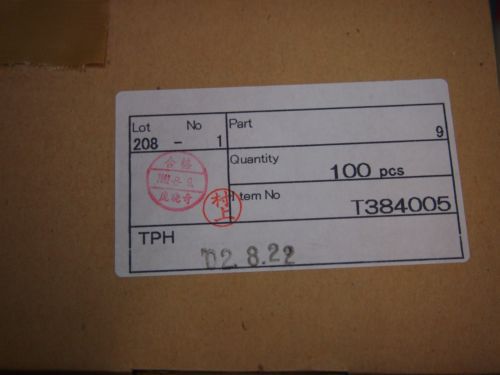 Lot No
208 - 1
Part
9
Quantity
100 pcs
Item No
T384005
合格
村上
TPH
02.8.22